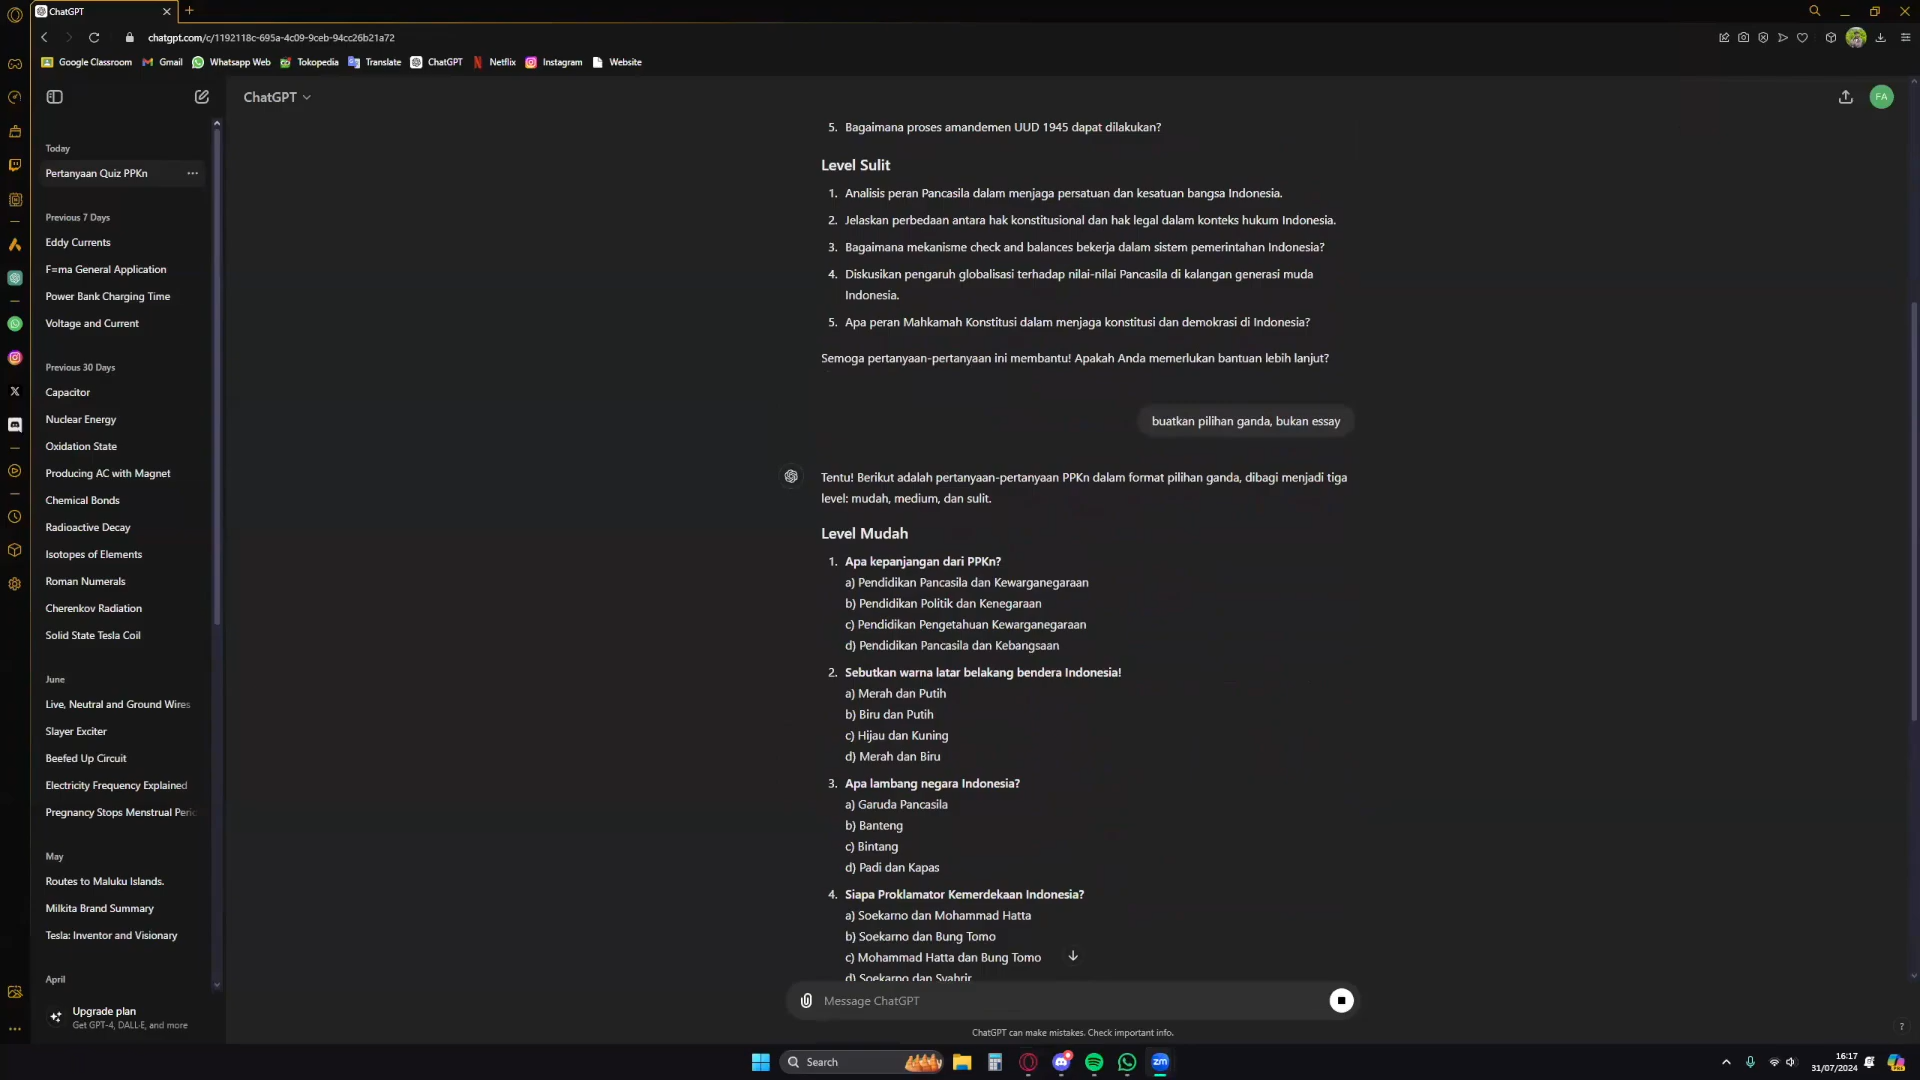 ChatGPT
chatgpt.com/c/1192118c-695a-4c09-9ceb-94cc26b21a72
Google Classroom
Gmail
Whatsapp Web
Tokopedia
Translate
ChatGPT
Netflix
Instagram
Website
ChatGPT
FA
Today
Pertanyaan Quiz PPKn
Previous 7 Days
Eddy Currents
F=ma General Application
Power Bank Charging Time
Voltage and Current
Previous 30 Days
Capacitor
Nuclear Energy
Oxidation State
Producing AC with Magnet
Chemical Bonds
Radioactive Decay
Isotopes of Elements
Roman Numerals
Cherenkov Radiation
Solid State Tesla Coil
June
Live, Neutral and Ground Wires
Slayer Exciter
Beefed Up Circuit
Electricity Frequency Explained
Pregnancy Stops Menstrual Peric
May
Routes to Maluku Islands.
Milkita Brand Summary
Tesla: Inventor and Visionary
April
Upgrade plan
Get GPT-4, DALL·E, and more
5. Bagaimana proses amandemen UUD 1945 dapat dilakukan?
Level Sulit
1. Analisis peran Pancasila dalam menjaga persatuan dan kesatuan bangsa Indonesia.
2. Jelaskan perbedaan antara hak konstitusional dan hak legal dalam konteks hukum Indonesia.
3. Bagaimana mekanisme check and balances bekerja dalam sistem pemerintahan Indonesia?
4. Diskusikan pengaruh globalisasi terhadap nilai-nilai Pancasila di kalangan generasi muda
Indonesia.
5. Apa peran Mahkamah Konstitusi dalam menjaga konstitusi dan demokrasi di Indonesia?
Semoga pertanyaan-pertanyaan ini membantu! Apakah Anda memerlukan bantuan lebih lanjut?
buatkan pilihan ganda, bukan essay
Tentu! Berikut adalah pertanyaan-pertanyaan PPKn dalam format pilihan ganda, dibagi menjadi tiga
level: mudah, medium, dan sulit.
Level Mudah
1. Apa kepanjangan dari PPKn?
a) Pendidikan Pancasila dan Kewarganegaraan
b) Pendidikan Politik dan Kenegaraan
c) Pendidikan Pengetahuan Kewarganegaraan
d) Pendidikan Pancasila dan Kebangsaan
2. Sebutkan warna latar belakang bendera Indonesia!
a) Merah dan Putih
b) Biru dan Putih
c) Hijau dan Kuning
d) Merah dan Biru
3. Apa lambang negara Indonesia?
a) Garuda Pancasila
b) Banteng
c) Bintang
d) Padi dan Kapas
4. Siapa Proklamator Kemerdekaan Indonesia?
a) Soekarno dan Mohammad Hatta
b) Soekarno dan Bung Tomo
c) Mohammad Hatta dan Bung Tomo
d) Soekarno dan Syahrir
Message ChatGPT
ChatGPT can make mistakes. Check important info.
?
Search
zm
16:17
31/07/2024